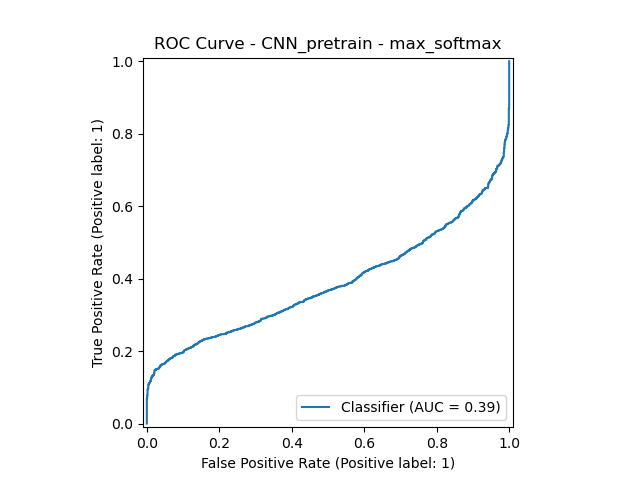 ROC Curve - CNN_pretrain - max_softmax
1.0
0.8
0.6
0.4
0.2
0.0
True Positive Rate (Positive label: 1)
Classifier (AUC = 0.39)
0.0 0.2 0.4 0.6 0.8 1.0
False Positive Rate (Positive label: 1)